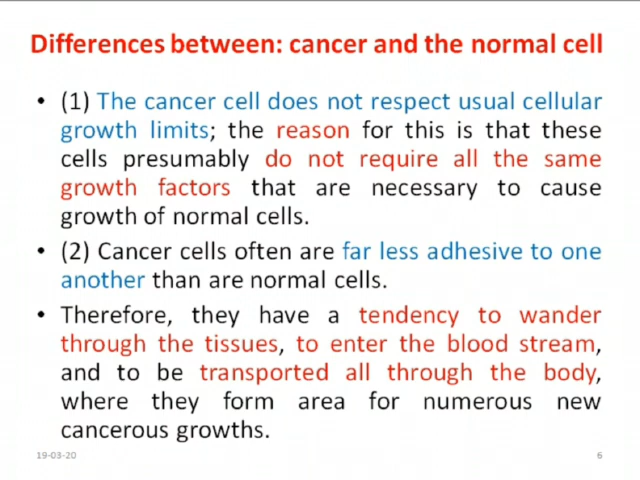 Differences between: cancer and the normal cell
• (1) The cancer cell does not respect usual cellular
growth limits; the reason for this is that these
cells presumably do not require all the same
growth factors that are necessary to cause
growth of normal cells.
• (2) Cancer cells often are far less adhesive to one
another than are normal cells.
• Therefore, they have a tendency to wander
through the tissues, to enter the blood stream,
and to be transported all through the body,
where they form area for numerous new
cancerous growths.
19-03-20
6